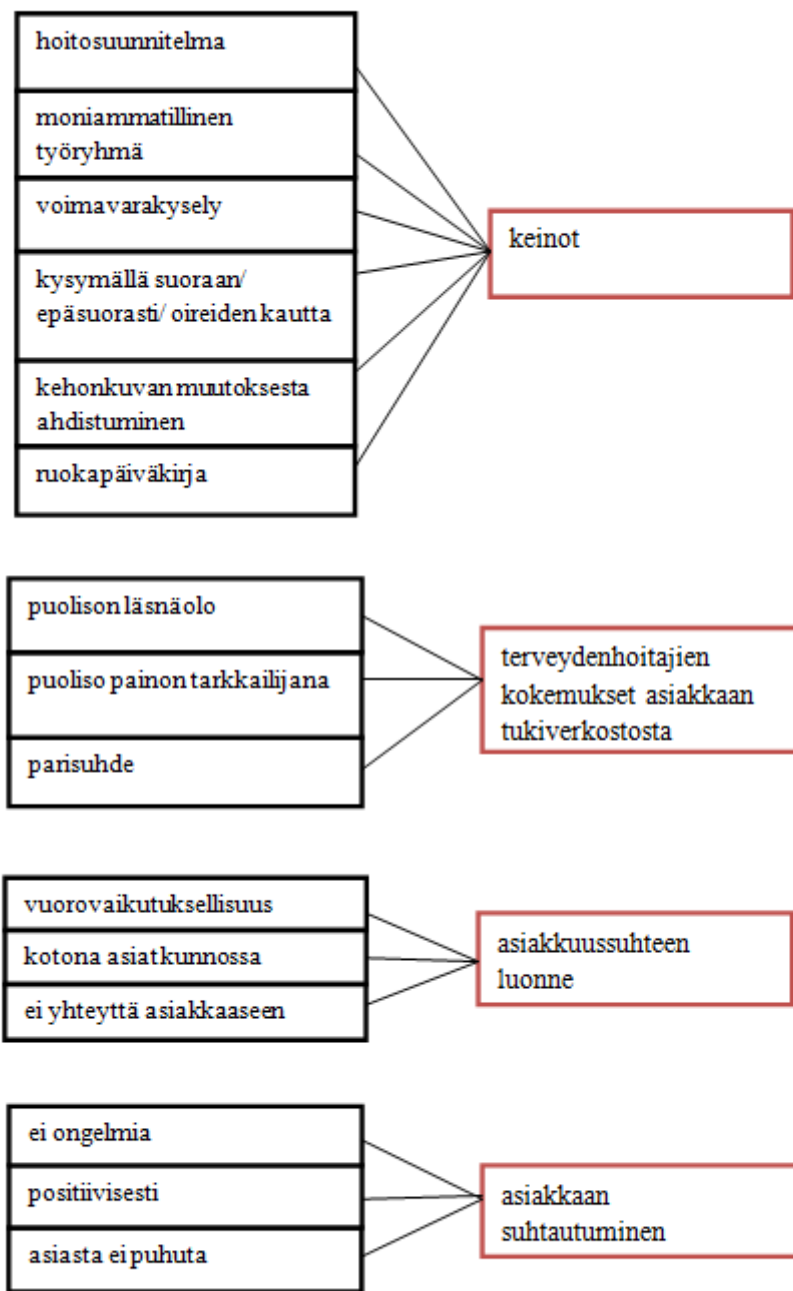 hoitosuunnitelma
moniammatillinen
työryhmä
voimavarakysely
kysymällä suoraan/
epäsuorasti/ oireiden kautta
kehonkuvan muutoksesta
ahdistuminen
ruokapäiväkirja
keinot
puolison läsnäolo
puoliso painon tarkkailijana
parisuhde
terveydenhoitajien
kokemukset asiakkaan
tukiverkostosta
vuorovaikutuksellisuus
kotona asiat kunnossa
ei yhteyttä asiakkaaseen
asiakkuussuhteen
luonne
ei ongelmia
positiivisesti
asiasta ei puhuta
asiakkaan
suhtautuminen